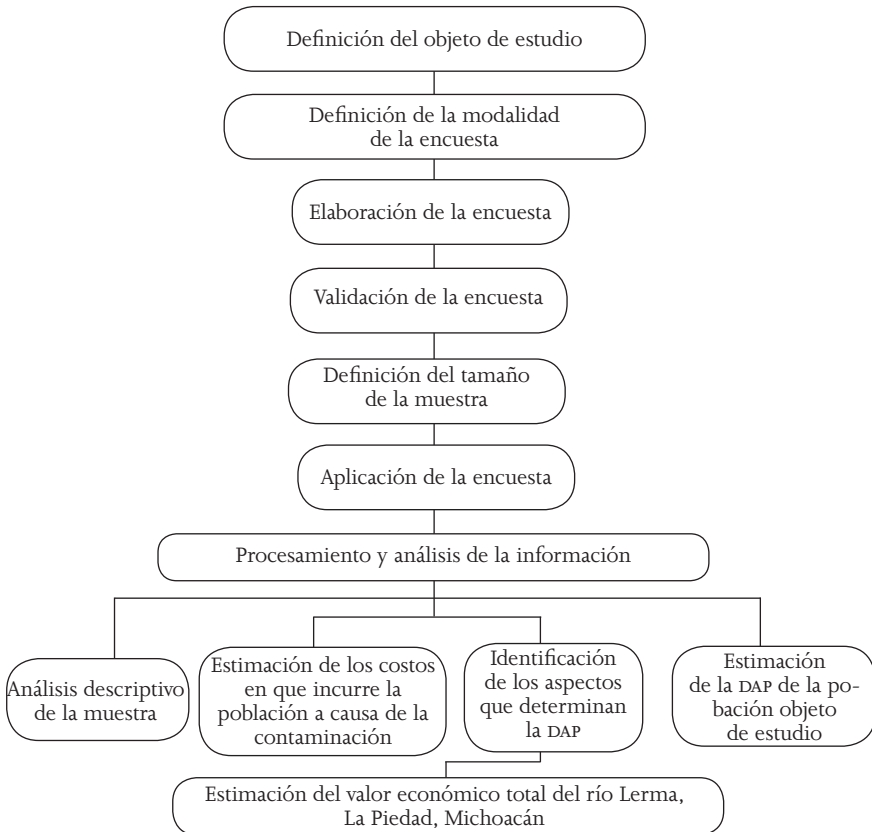 Definición del objeto de estudio
Definición de la modalidad
de la encuesta
Elaboración de la encuesta
Validación de la encuesta
Definición del tamaño
de la muestra
Aplicación de la encuesta
Procesamiento y análisis de la información
Análisis descriptivo
de la muestra
Estimación de los costos
en que incurre la
población a causa de la
contaminación
Identificación
de los aspectos
que determinan
la DAP
Estimación
de la DAP de la po-
bación objeto
de estudio
Estimación del valor económico total del río Lerma,
La Piedad, Michoacán